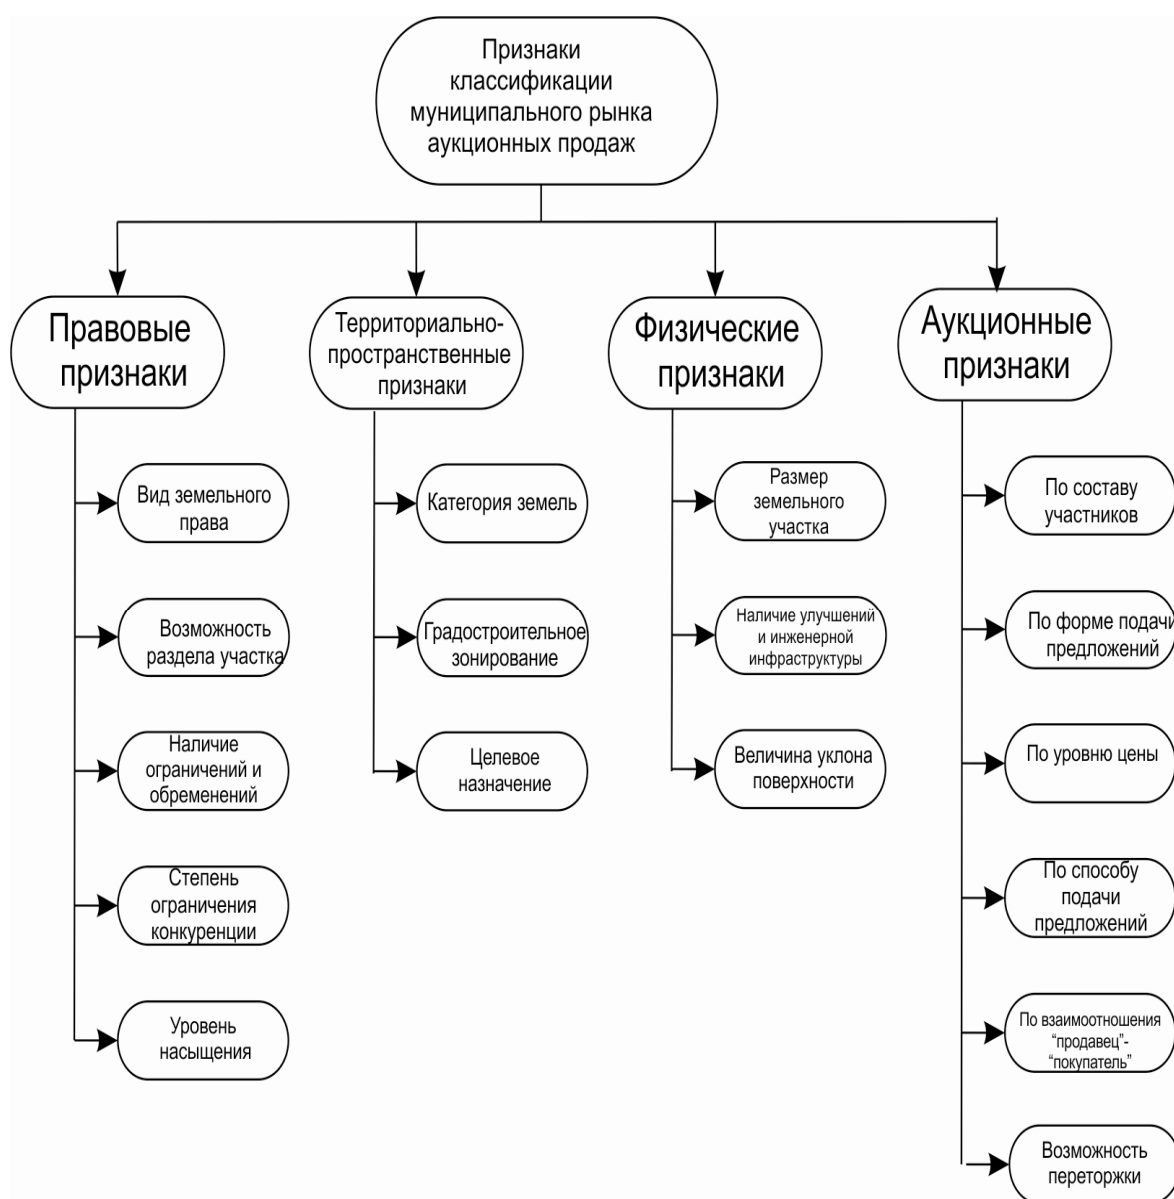 Признаки
классификации
муниципального рынка
аукционных продаж
Правовые
признаки
Территориально-
пространственные
признаки
Физические
признаки
Аукционные
признаки
Вид земельного
права
Возможность
раздела участка
Наличие
ограничений и
обременений
Степень
ограничения
конкуренции
Уровень
насыщения
Категория земель
Градостроительное
зонирование
Целевое
назначение
Размер
земельного
участка
Наличие улучшений
и инженерной
инфраструктуры
Величина уклона
поверхности
По составу
участников
По форме подачи
предложений
По уровню цены
По способу
подачи
предложений
По взаимоотношения
“продавец”-
“покупатель”
Возможность
переторжки